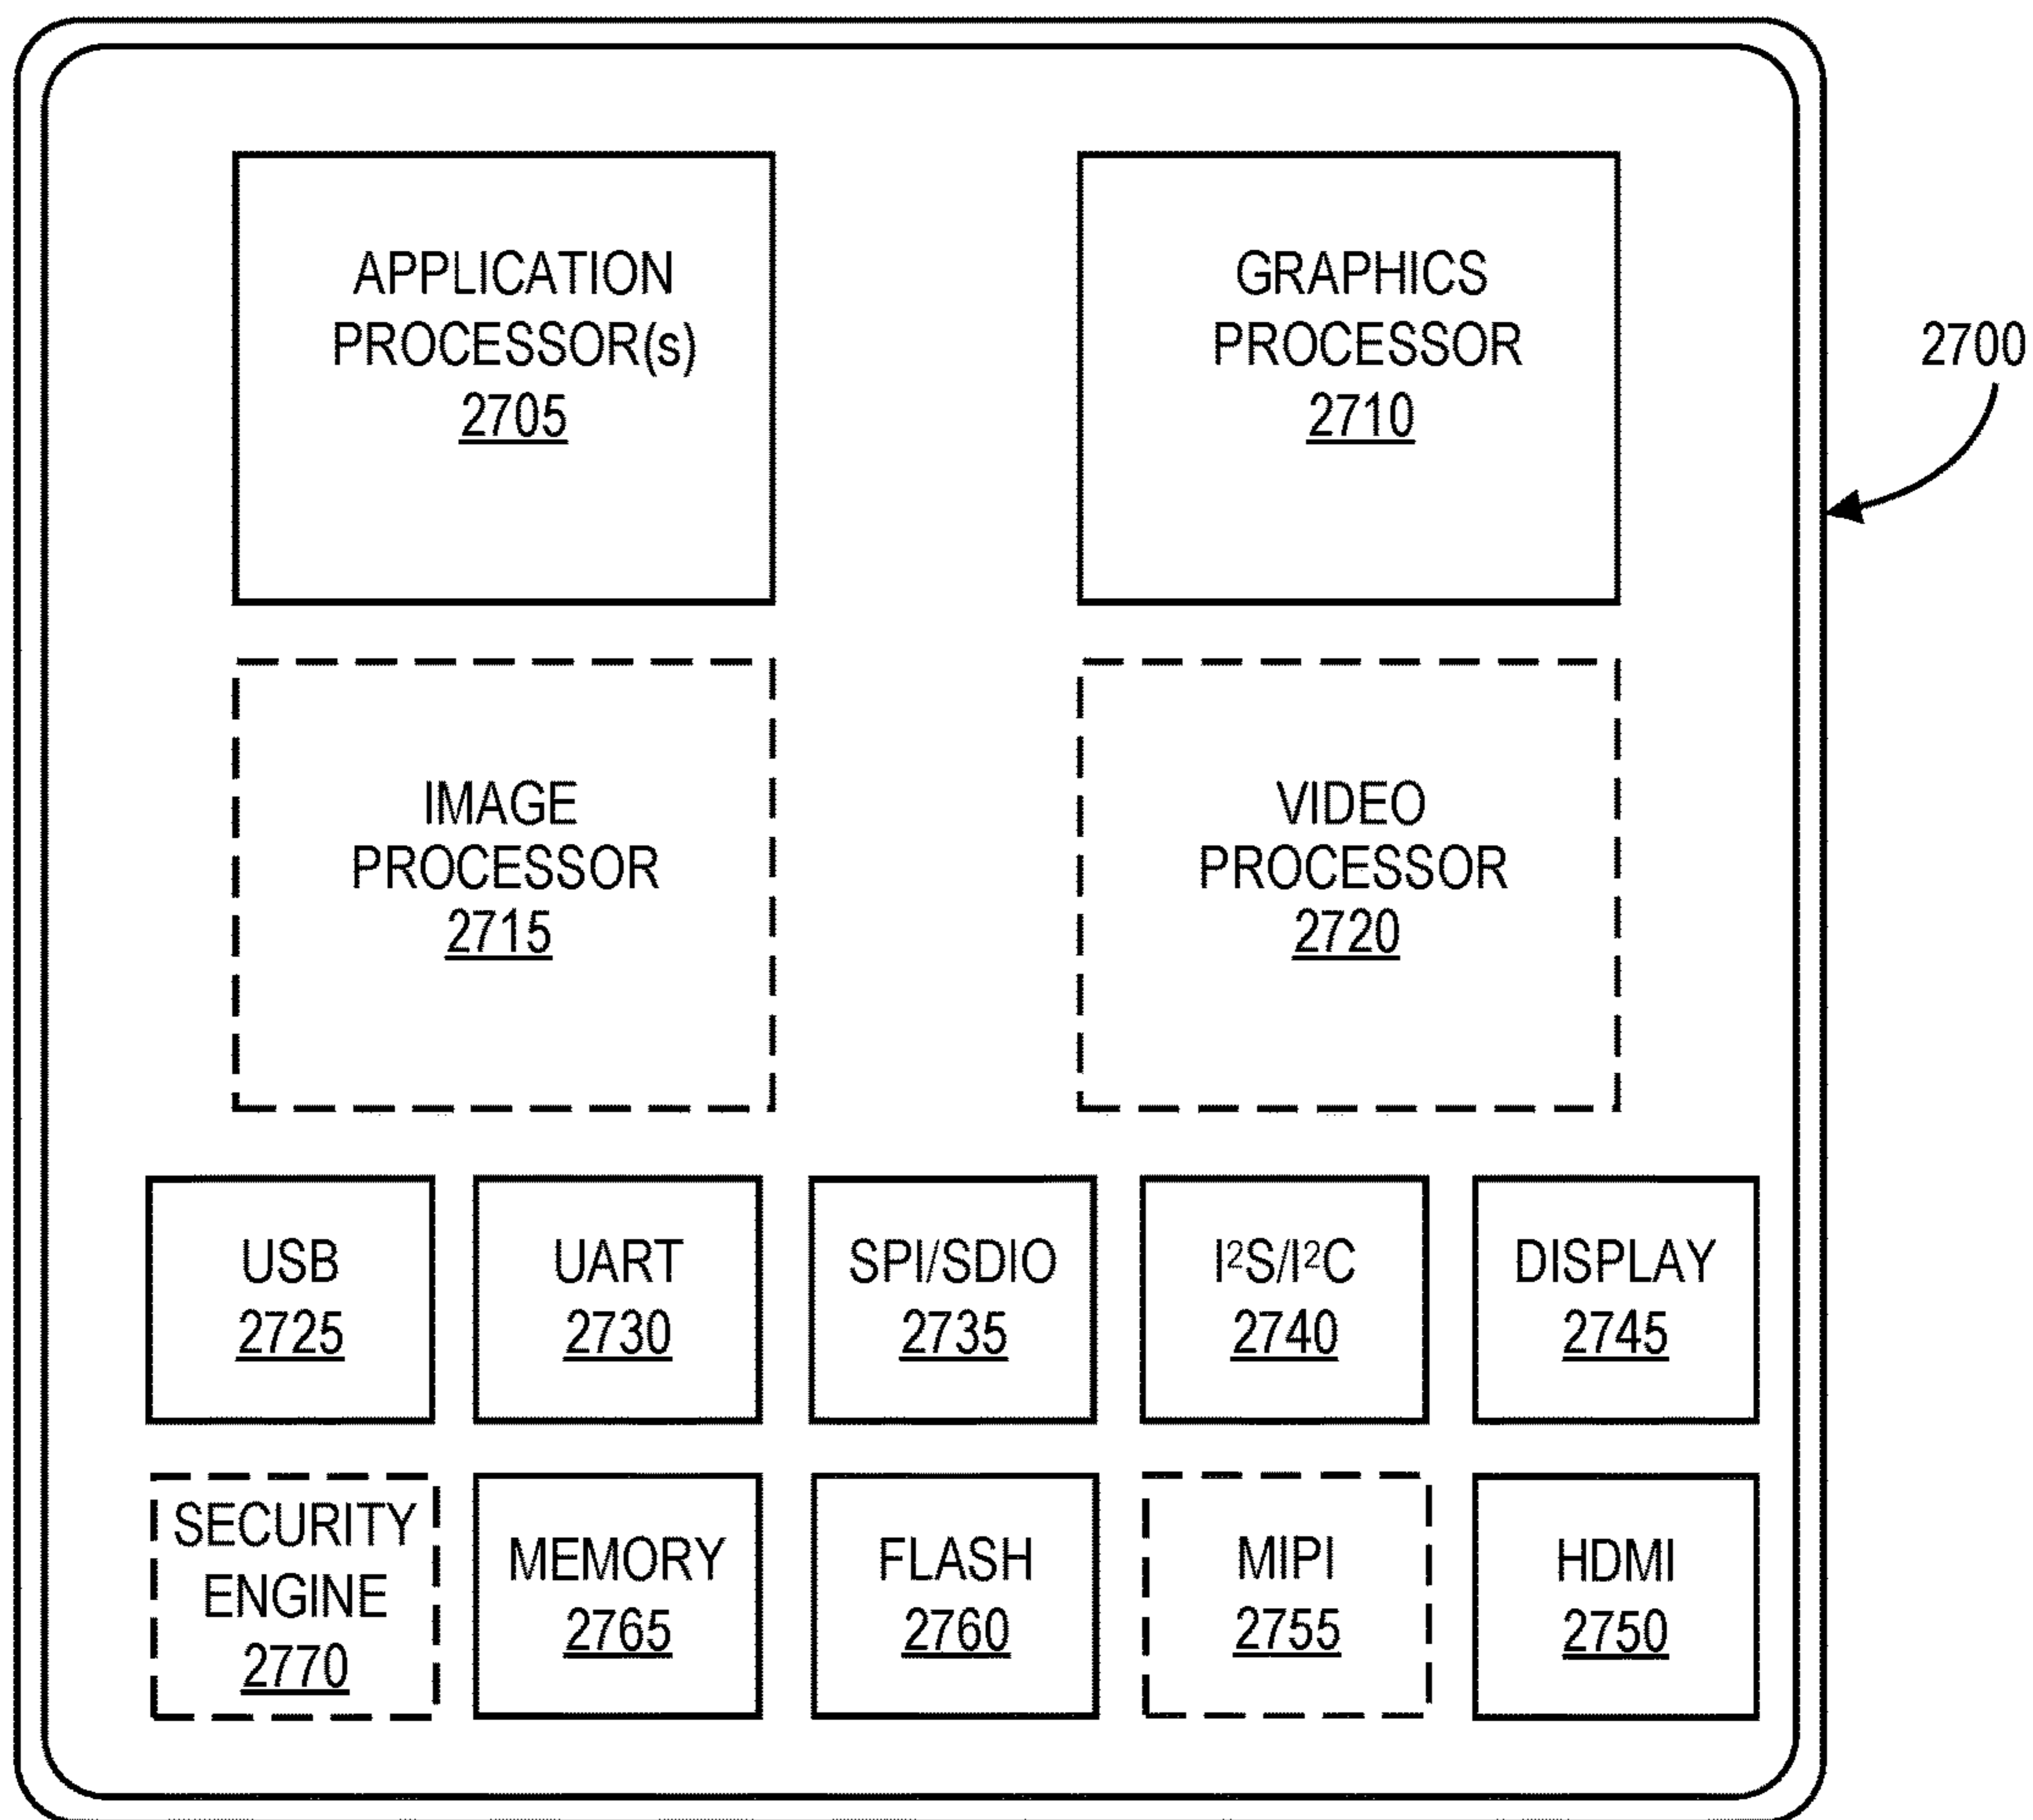 APPLICATION
PROCESSOR(s)
2705
GRAPHICS
PROCESSOR
2710
2700
IMAGE
PROCESSOR
2715
VIDEO
PROCESSOR
2720
USB
2725
UART
2730
SPI/SDIO
2735
I²S/I²C
2740
DISPLAY
2745
SECURITY
ENGINE
2770
MEMORY
2765
FLASH
2760
MIPI
2755
HDMI
2750